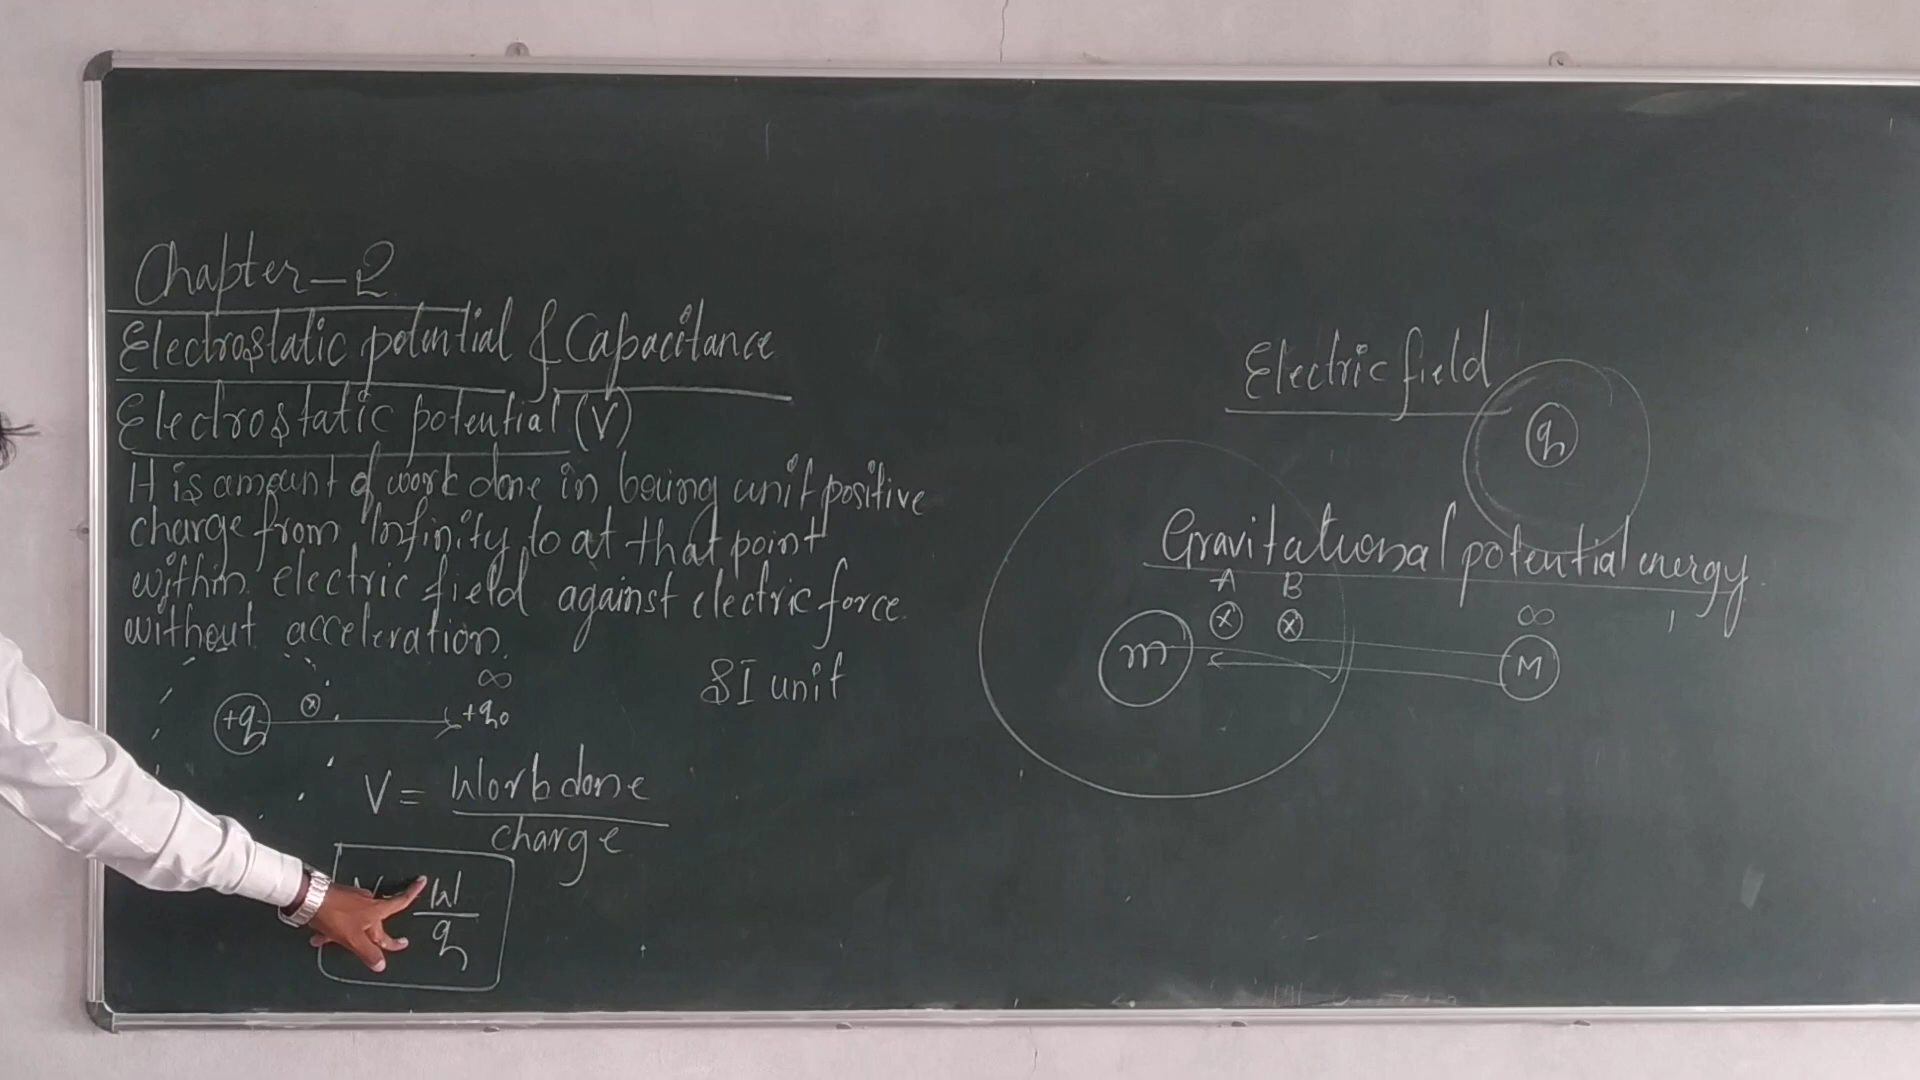 Chapter-2
Electrostatic potential & Capacitance
Electrostatic potential (V)
It is amount of work done in boing unit positive
charge from Infinity to at that point
within electric field against electric force
without acceleration.
∞
+q +q₀
SI unit
V = Work done
charge
W
q
Electric field
q
Gravitational potential energy
A B ∞
m M